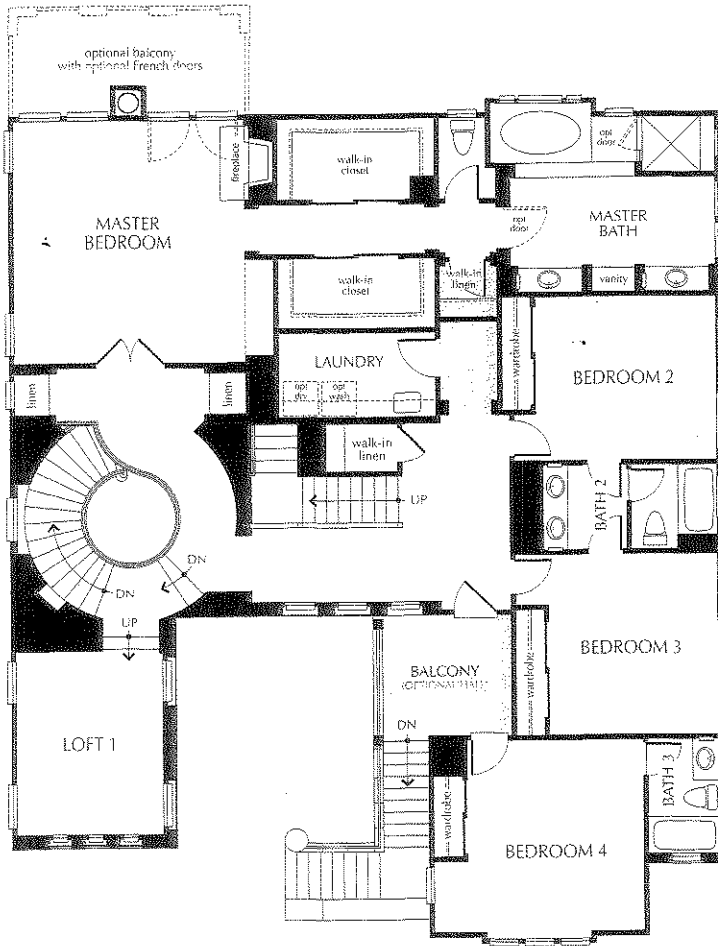 optional balcony
with optional French doors
fireplace
walk-in
closet
opt
door
MASTER
BEDROOM
opt
door
MASTER
BATH
walk-in
closet
walk-in
linen
vanity
LAUNDRY
opt
dry
opt
wash
wardrobe
BEDROOM 2
linen
linen
walk-in
linen
UP
BATH 2
DN
DN
UP
BALCONY
(OPTIONAL HALL)
wardrobe
BEDROOM 3
DN
LOFT 1
BATH 3
wardrobe
BEDROOM 4